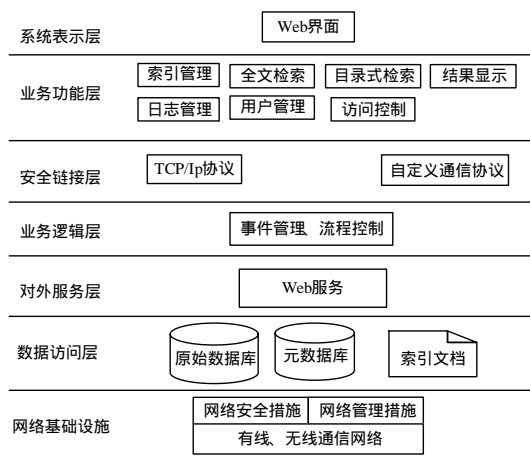 系统表示层
Web界面
业务功能层
索引管理
全文检索
目录式检索
结果显示
日志管理
用户管理
访问控制
安全链接层
TCP/Ip协议
自定义通信协议
业务逻辑层
事件管理、流程控制
对外服务层
Web服务
数据访问层
原始数据库
元数据库
索引文档
网络基础设施
网络安全措施
网络管理措施
有线、无线通信网络